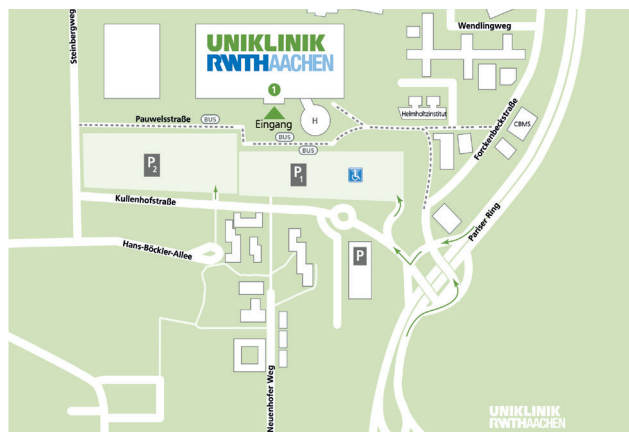 Steinbergweg
Wendlingweg
UNIKLINIK
RWTHAACHEN
1
Eingang
Pauwelsstraße
BUS
H
BUS
BUS
Helmholtzinstitut
CBMS
Forckenbeckstraße
P2
P1
Kullenhofstraße
Pariser Ring
Hans-Böckler-Allee
P
Neuenhofer Weg
UNIKLINIK
RWTHAACHEN